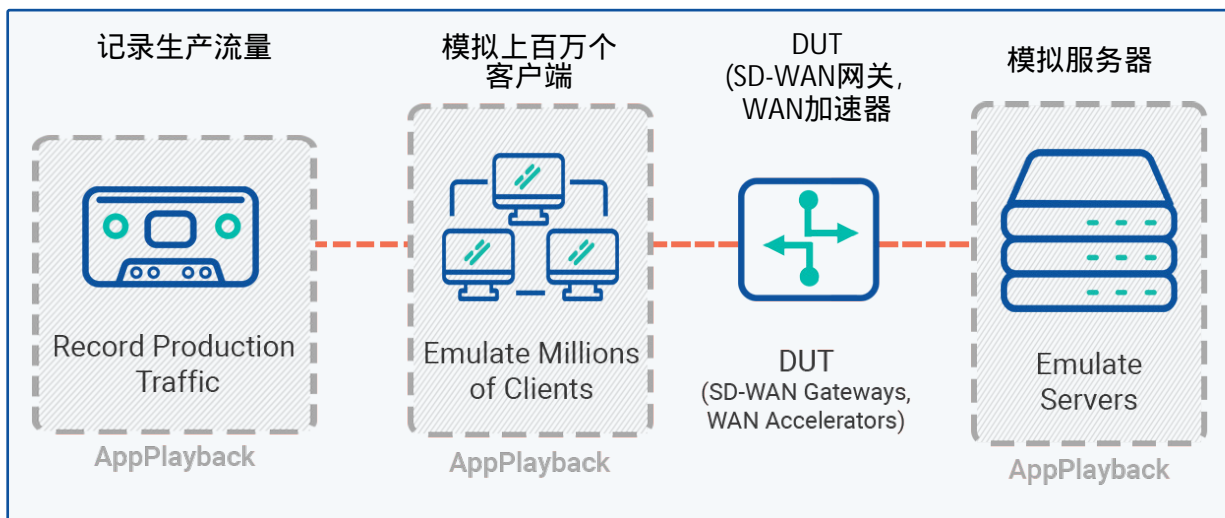 记录生产流量
模拟上百万个
客户端
DUT
(SD-WAN网关,
WAN加速器
模拟服务器
Record Production
Traffic
AppPlayback
Emulate Millions
of Clients
AppPlayback
DUT
(SD-WAN Gateways,
WAN Accelerators)
Emulate
Servers
AppPlayback